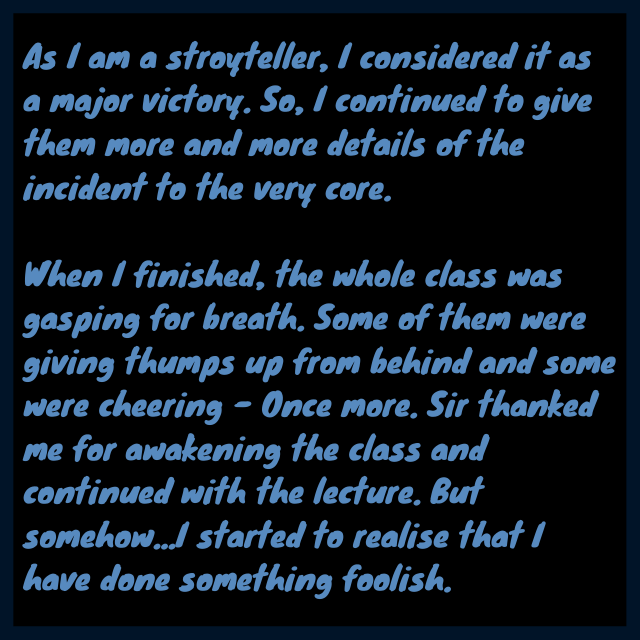 As I am a stroyteller, I considered it as
a major victory. So, I continued to give
them more and more details of the
incident to the very core.
When I finished, the whole class was
gasping for breath. Some of them were
giving thumps up from behind and some
were cheering - Once more. Sir thanked
me for awakening the class and
continued with the lecture. But
somehow...I started to realise that I
have done something foolish.